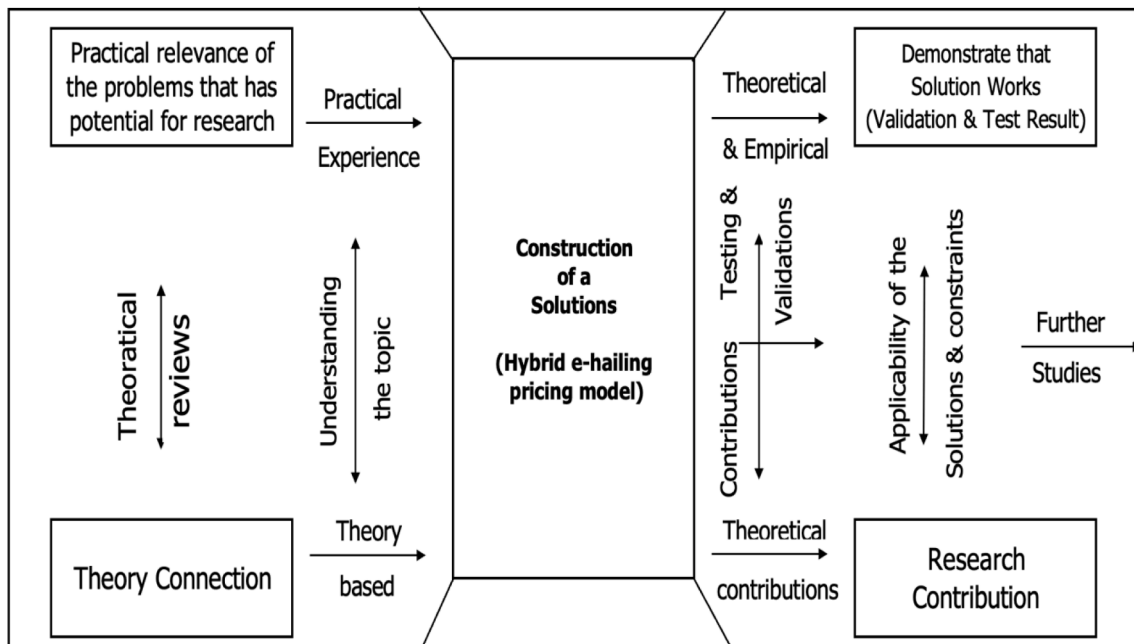 Practical relevance of
the problems that has
potential for research
Practical
Experience
Theoratical
reviews
Understanding
the topic
Theory Connection
Theory
based
Construction
of a
Solutions
(Hybrid e-hailing
pricing model)
Theoretical
& Empirical
Testing &
Validations
Contributions
Theoretical
contributions
Demonstrate that
Solution Works
(Validation & Test Result)
Applicability of the
Solutions & constraints
Research
Contribution
Further
Studies